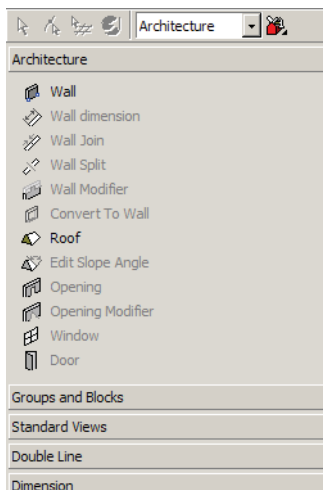 Architecture
Architecture
Wall
Wall dimension
Wall Join
Wall Split
Wall Modifier
Convert To Wall
Roof
Edit Slope Angle
Opening
Opening Modifier
Window
Door
Groups and Blocks
Standard Views
Double Line
Dimension